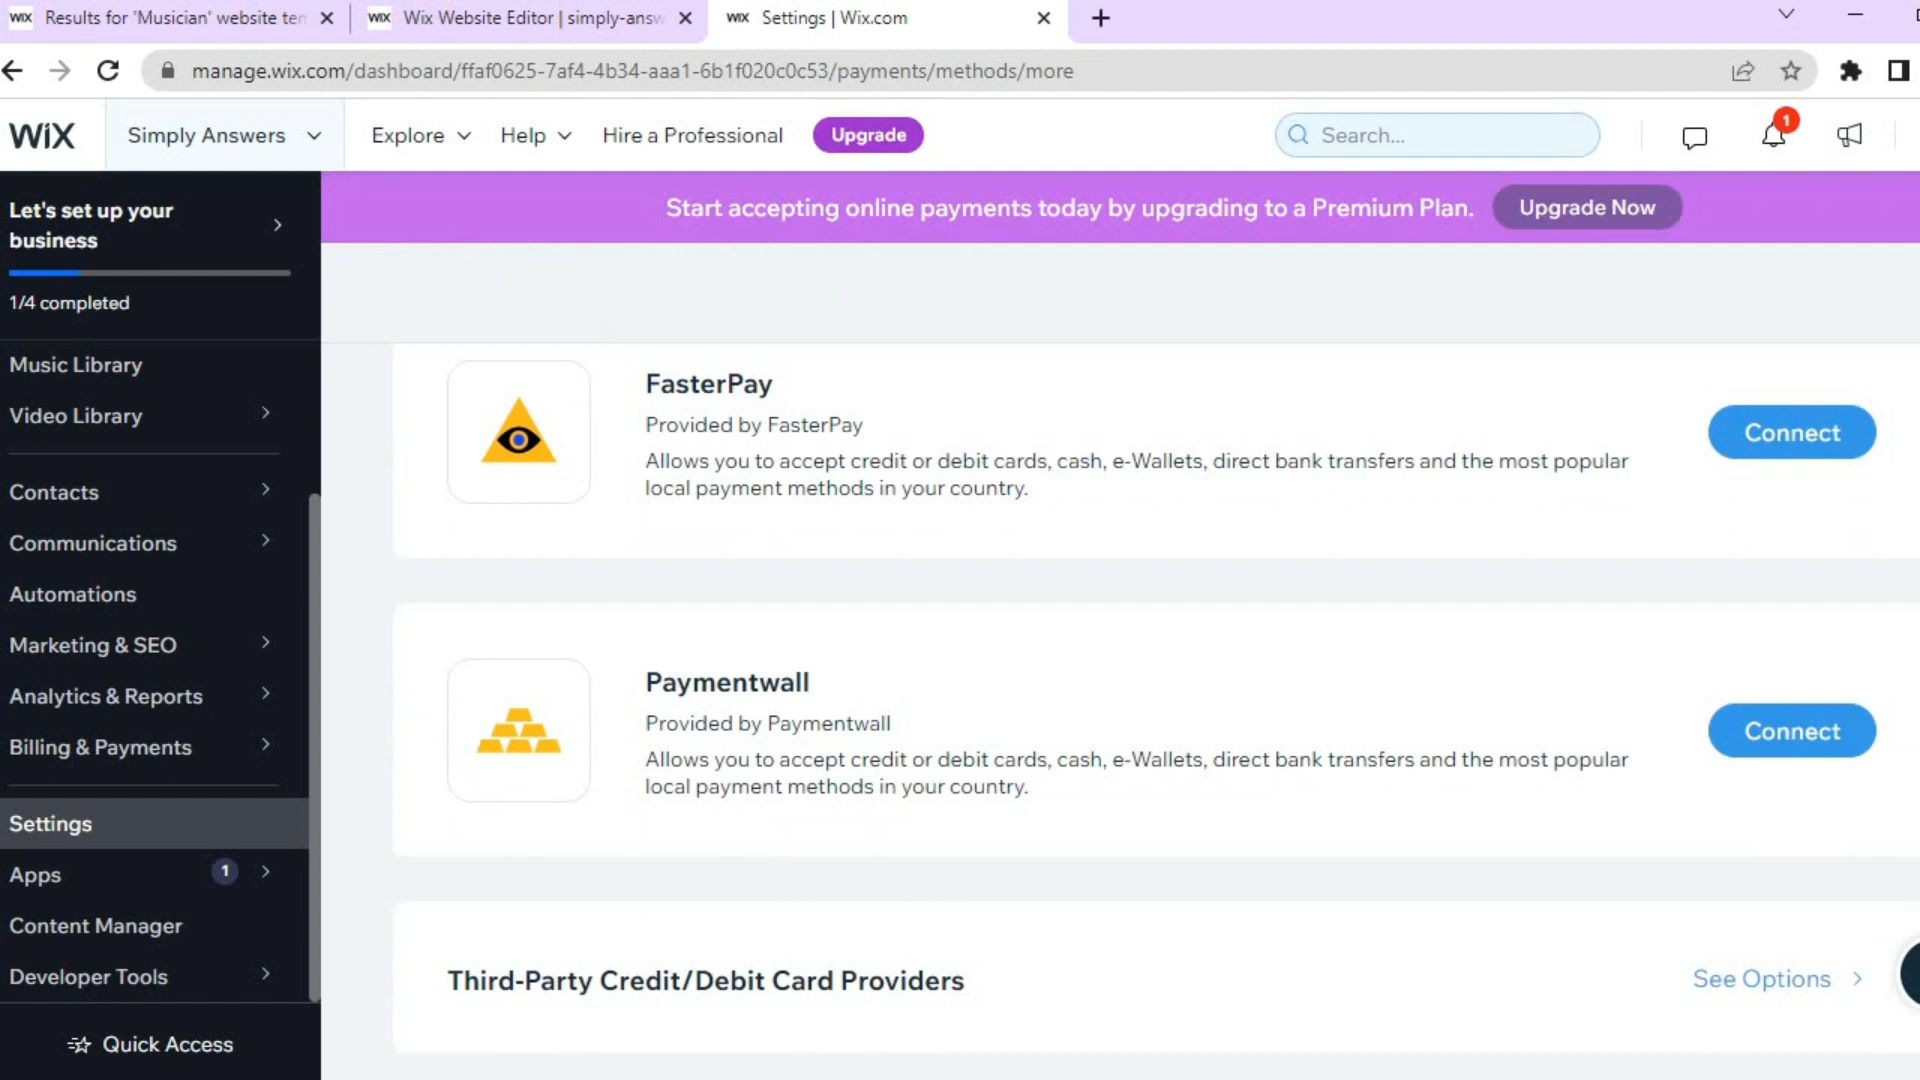 WIX Results for 'Musician' website ten
WIX Wix Website Editor | simply-answ
WIX Settings | Wix.com
manage.wix.com/dashboard/ffaf0625-7af4-4b34-aaa1-6b1f020c0c53/payments/methods/more
WiX Simply Answers Explore Help Hire a Professional Upgrade Search... 1
Start accepting online payments today by upgrading to a Premium Plan. Upgrade Now
Let's set up your
business
1/4 completed
Music Library
Video Library
Contacts
Communications
Automations
Marketing & SEO
Analytics & Reports
Billing & Payments
Settings
Apps 1
Content Manager
Developer Tools
Quick Access
FasterPay
Provided by FasterPay
Allows you to accept credit or debit cards, cash, e-Wallets, direct bank transfers and the most popular
local payment methods in your country.
Connect
Paymentwall
Provided by Paymentwall
Allows you to accept credit or debit cards, cash, e-Wallets, direct bank transfers and the most popular
local payment methods in your country.
Connect
Third-Party Credit/Debit Card Providers
See Options